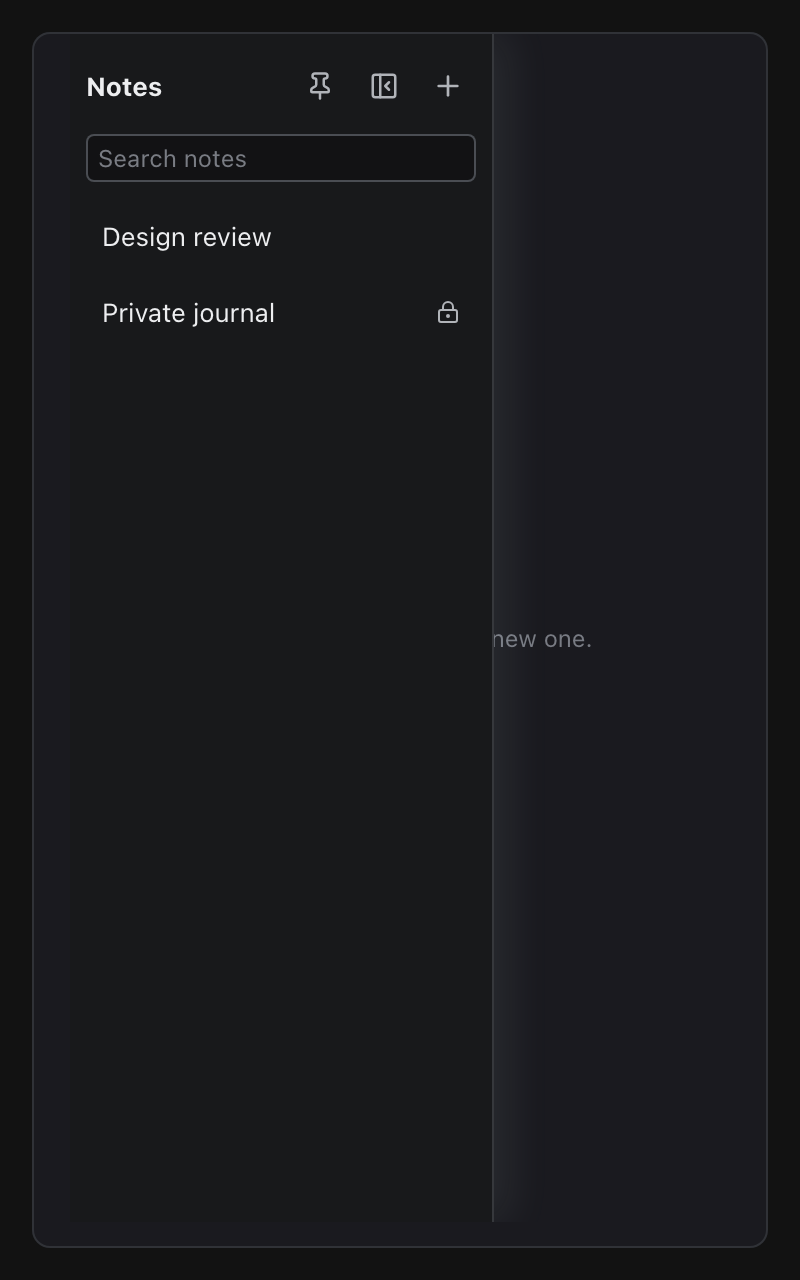 Notes
Search notes
Design review
Private journal
new one.